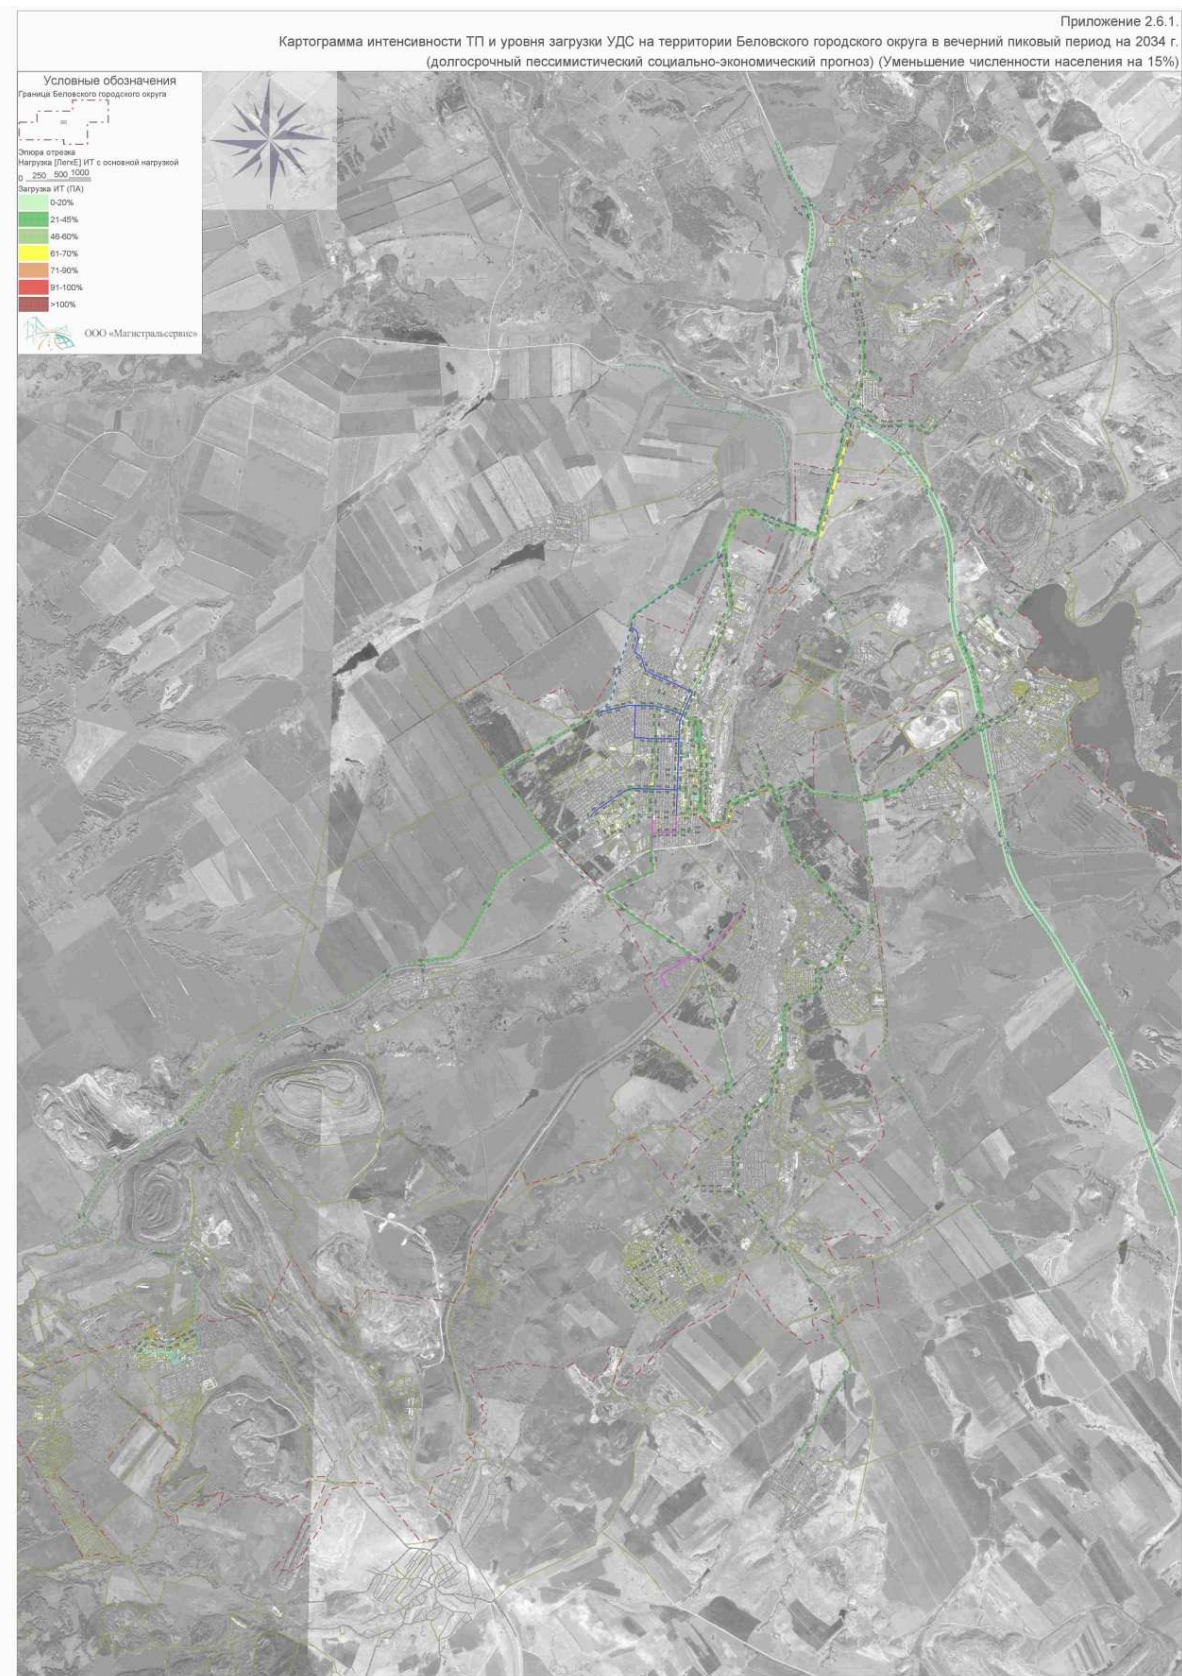 Приложение 2.6.1.
Картограмма интенсивности ТП и уровня загрузки УДС на территории Беловского городского округа в вечерний пиковый период на 2034 г.
(долгосрочный пессимистический социально-экономический прогноз) (Уменьшение численности населения на 15%)
Условные обозначения
Граница Беловского городского округа
Эпюра отрезка
Нагрузка [ЛегкЕ] ИТ с основной нагрузкой
0 250 500 1000
Загрузка ИТ (ПА)
0-20%
21-45%
46-60%
61-70%
71-90%
91-100%
>100%
ООО «Магистральсервис»